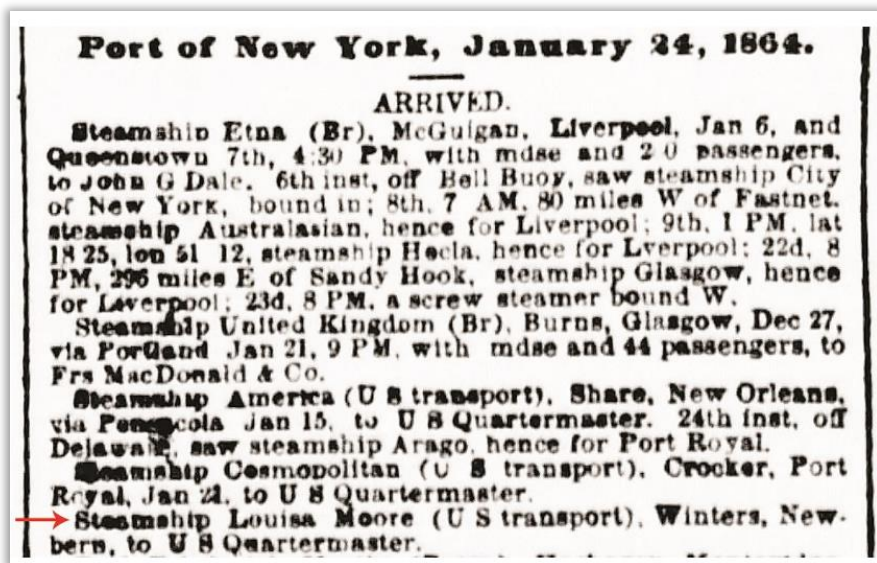 Port of New York, January 24, 1864.
ARRIVED.
Steamship Etna (Br), McGuigan, Liverpool, Jan 6, and
Queenstown 7th, 4:30 PM, with mdse and 2 0 passengers,
to John G Dale. 6th inst, off Bell Buoy, saw steamship City
of New York, bound in; 8th, 7 AM, 80 miles W of Fastnet,
steamship Australasian, hence for Liverpool; 9th, 1 PM, lat
18 25, lon 51 12, steamship Hecla, hence for Lverpool; 22d, 8
PM, 296 miles E of Sandy Hook, steamship Glasgow, hence
for Liverpool; 23d, 8 PM, a screw steamer bound W.
Steamship United Kingdom (Br), Burns, Glasgow, Dec 27,
via Portland Jan 21, 9 PM, with mdse and 44 passengers, to
Frs MacDonald & Co.
Steamship America (U S transport), Share, New Orleans,
via Pensacola Jan 15, to U S Quartermaster. 24th inst, off
Delaware, saw steamship Arago, hence for Port Royal.
Steamship Cosmopolitan (U S transport), Crocker, Port
Royal, Jan 21, to U S Quartermaster.
Steamship Louisa Moore (U S transport), Winters, New-
bern, to U S Quartermaster.